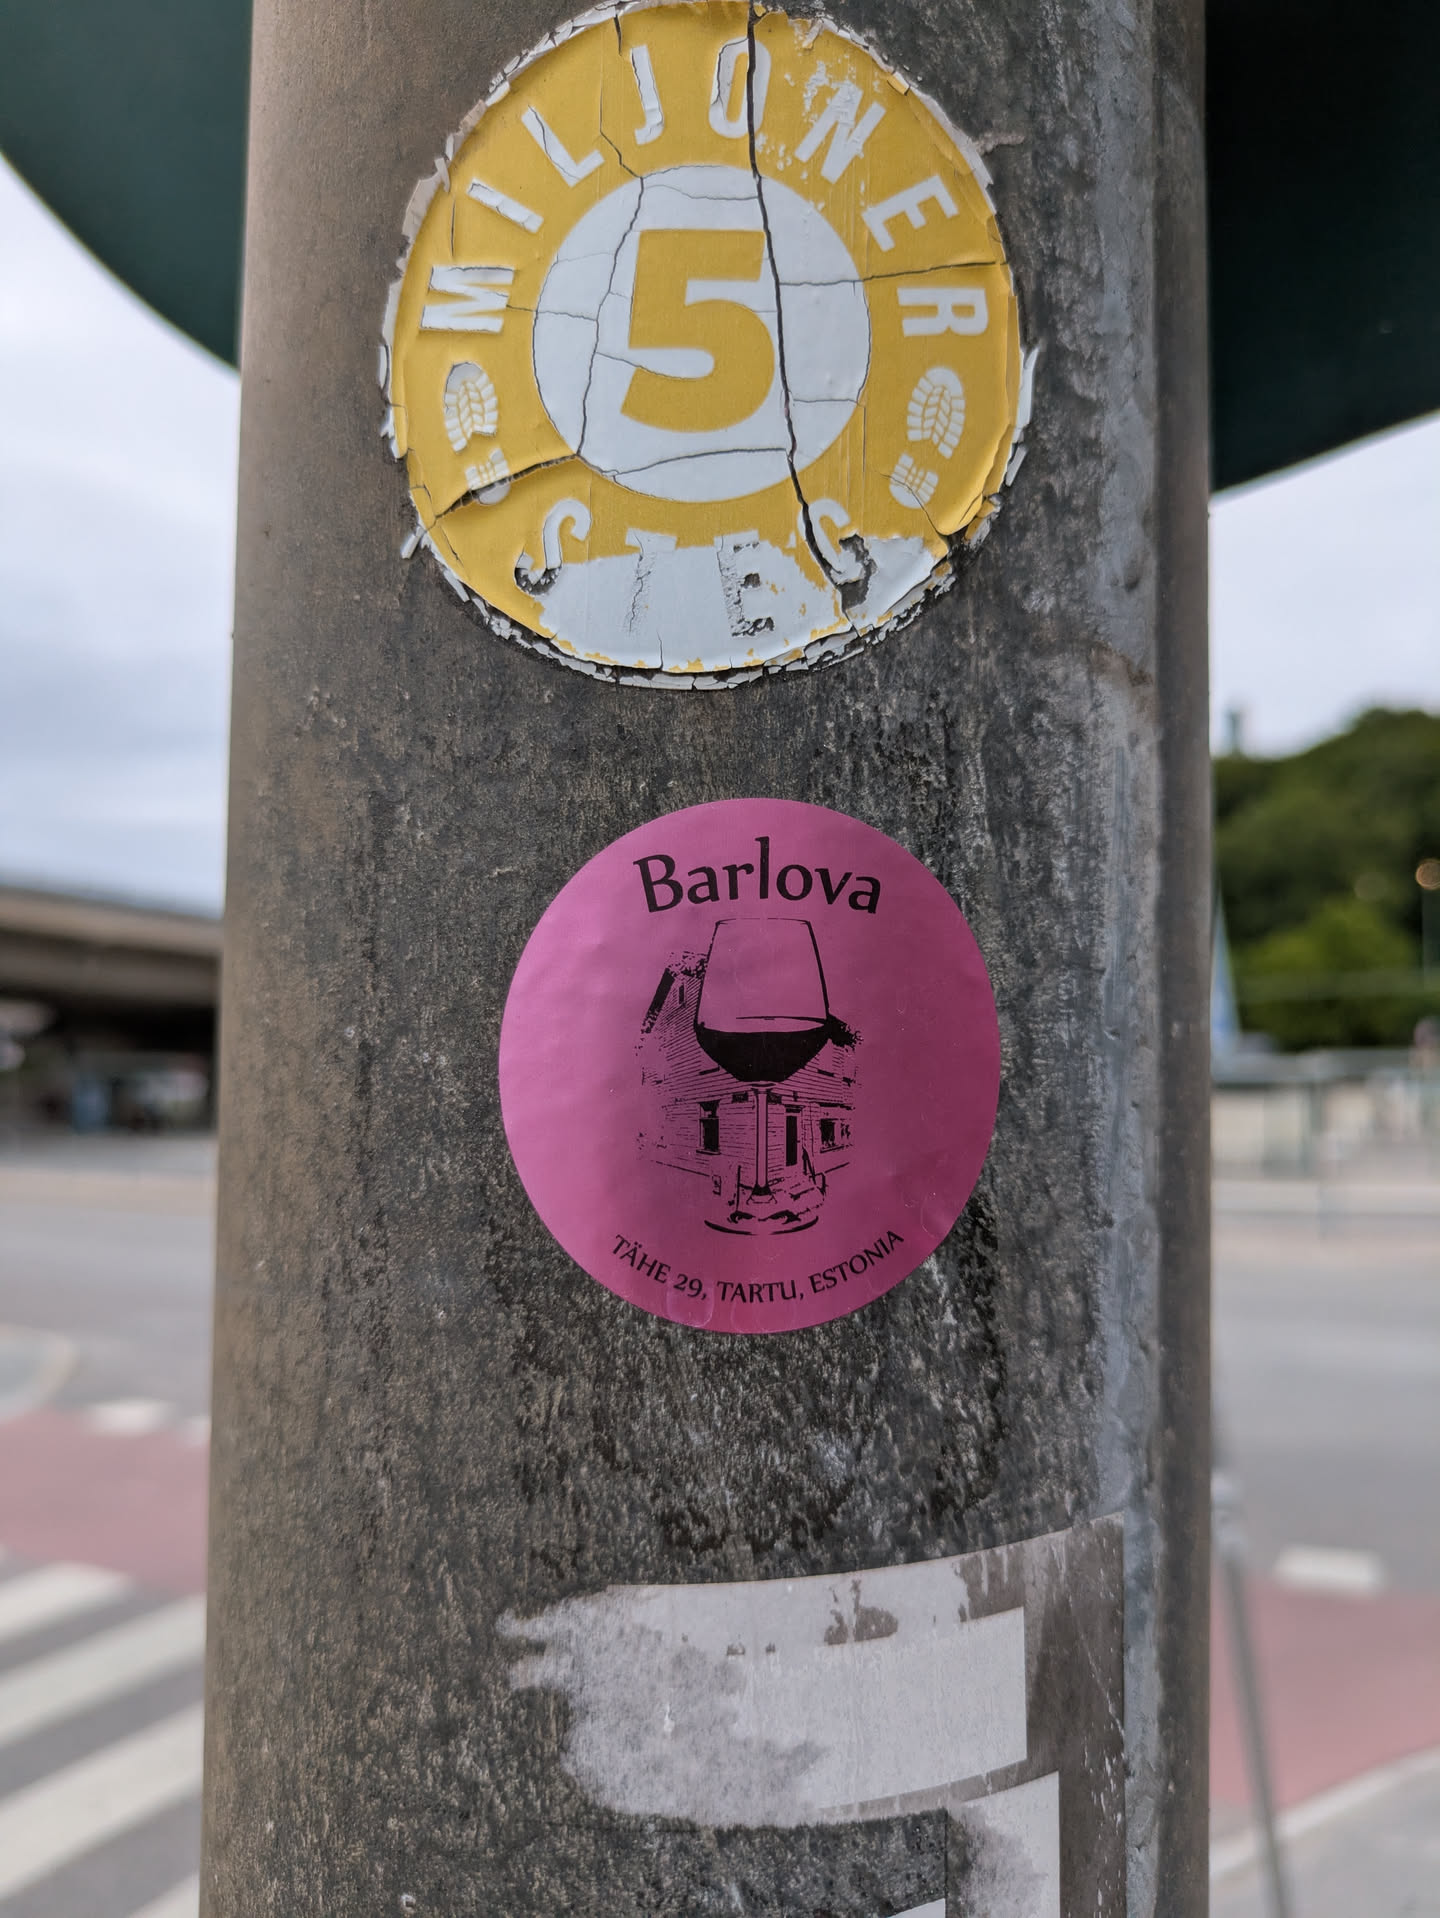 5 MILJONER
STEG
Barlova
TÄHE 29, TARTU, ESTONIA